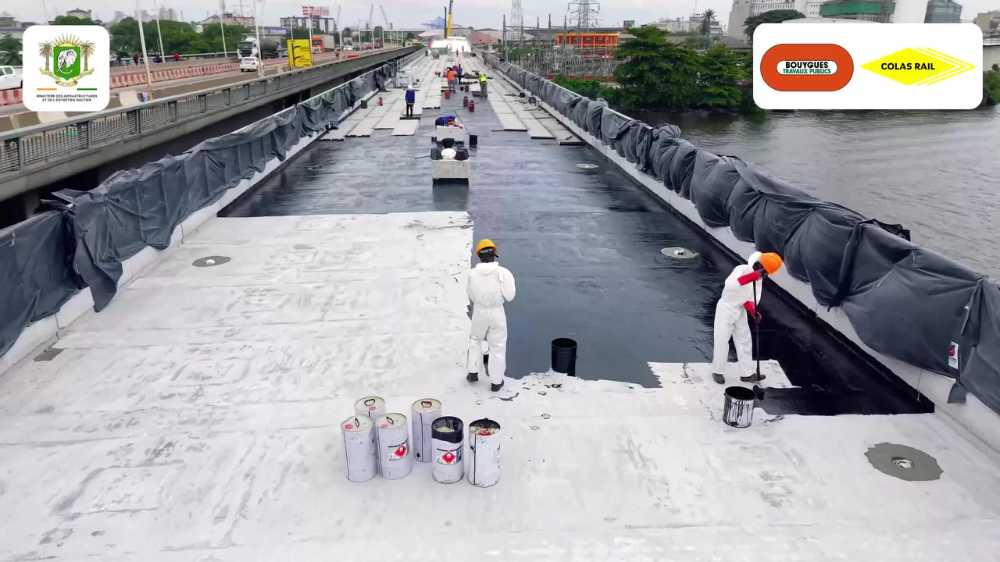 MINISTERE DES INFRASTRUCTURES
ET DE L'ENTRETIEN ROUTIER
BOUYGUES
TRAVAUX PUBLICS
COLAS RAIL